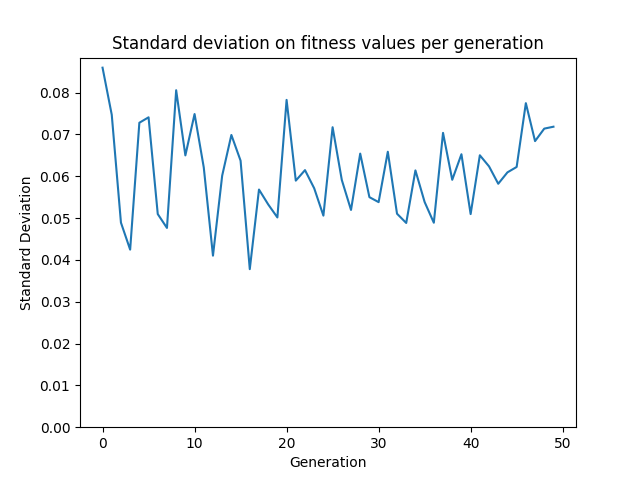 Standard deviation on fitness values per generation
Standard Deviation
0.08
0.07
0.06
0.05
0.04
0.03
0.02
0.01
0.00
0 10 20 30 40 50
Generation